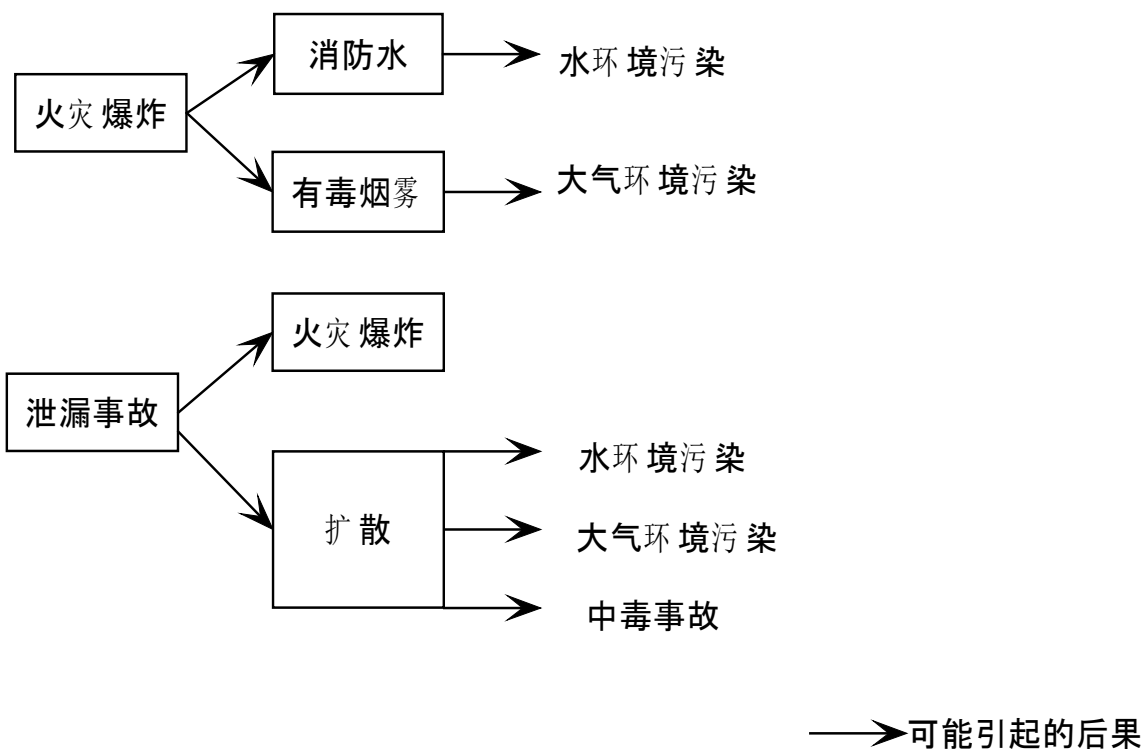 消防水
水环境污染
火灾爆炸
有毒烟雾
大气环境污染
火灾爆炸
泄漏事故
扩散
水环境污染
大气环境污染
中毒事故
可能引起的后果